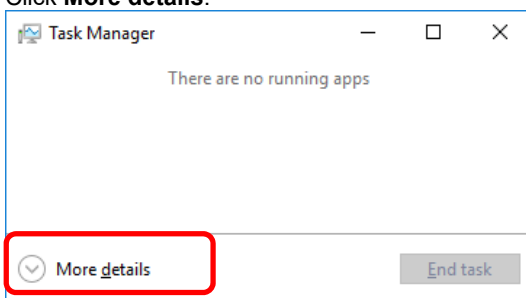 Click More details.
Task Manager
There are no running apps
More details
End task